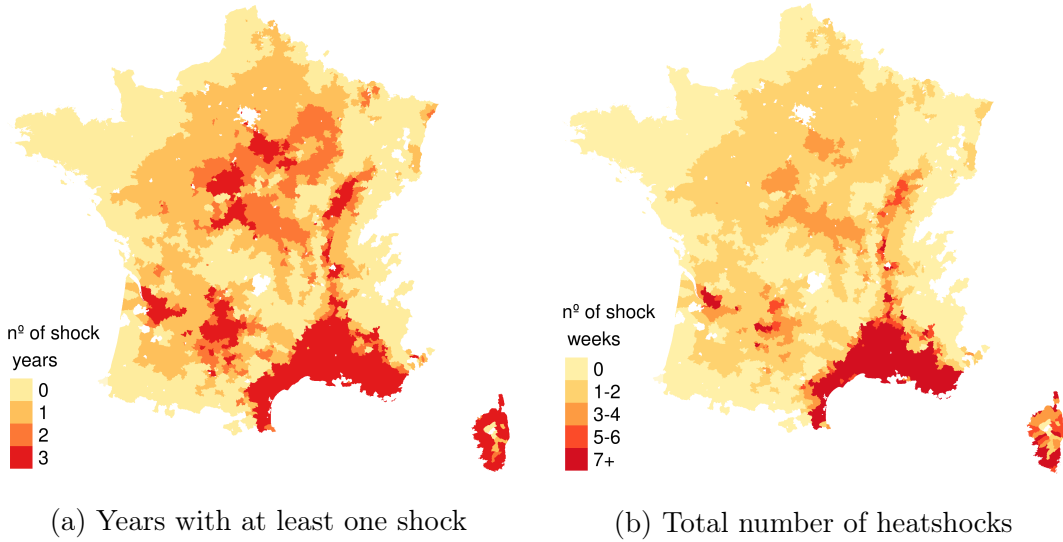 nº of shock
years
0
1
2
3
(a) Years with at least one shock
nº of shock
weeks
0
1-2
3-4
5-6
7+
(b) Total number of heatshocks